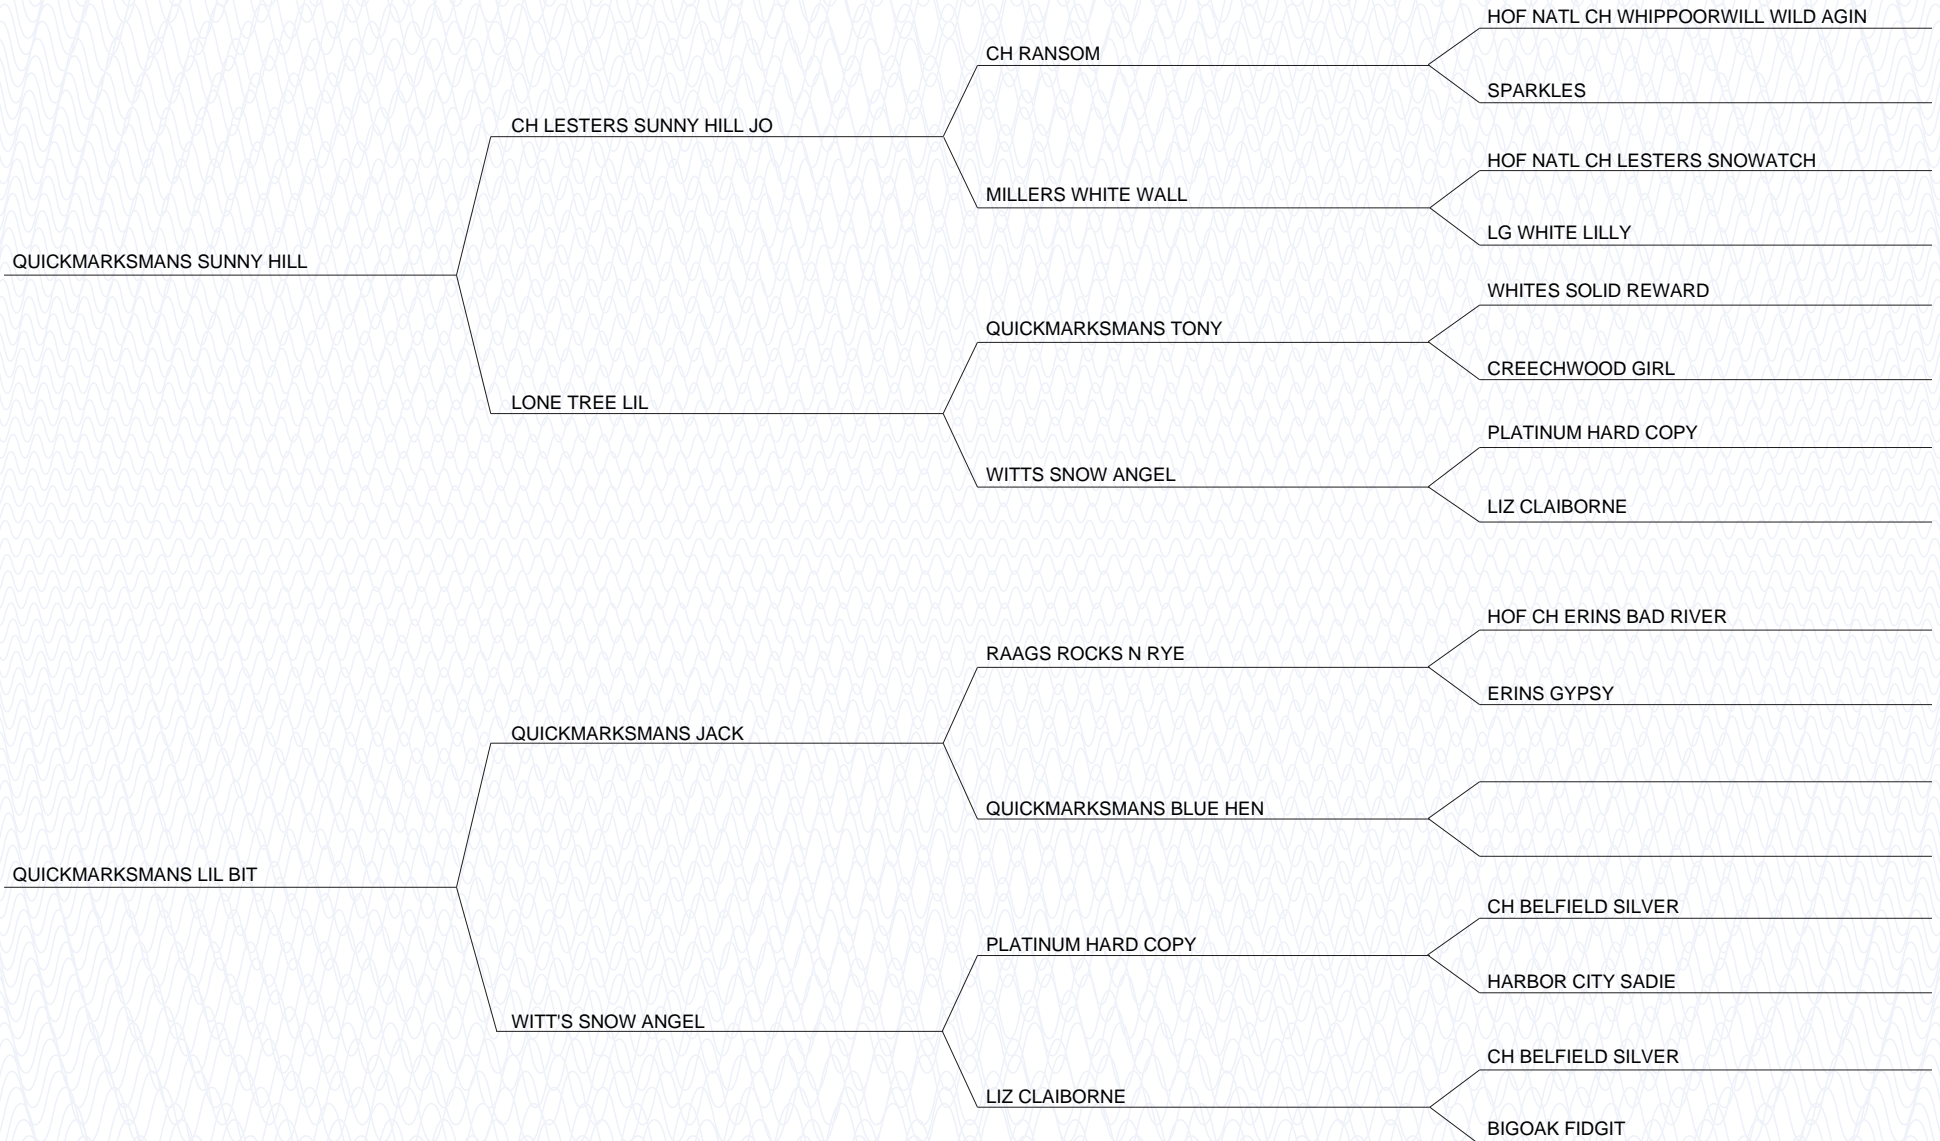 HOF NATL CH WHIPPOORWILL WILD AGIN
CH RANSOM
SPARKLES
CH LESTERS SUNNY HILL JO
HOF NATL CH LESTERS SNOWATCH
MILLERS WHITE WALL
LG WHITE LILLY
QUICKMARKSMANS SUNNY HILL
WHITES SOLID REWARD
QUICKMARKSMANS TONY
CREECHWOOD GIRL
LONE TREE LIL
PLATINUM HARD COPY
WITTS SNOW ANGEL
LIZ CLAIBORNE
HOF CH ERINS BAD RIVER
RAAGS ROCKS N RYE
ERINS GYPSY
QUICKMARKSMANS JACK
QUICKMARKSMANS BLUE HEN
QUICKMARKSMANS LIL BIT
CH BELFIELD SILVER
PLATINUM HARD COPY
HARBOR CITY SADIE
WITT'S SNOW ANGEL
CH BELFIELD SILVER
LIZ CLAIBORNE
BIGOAK FIDGIT